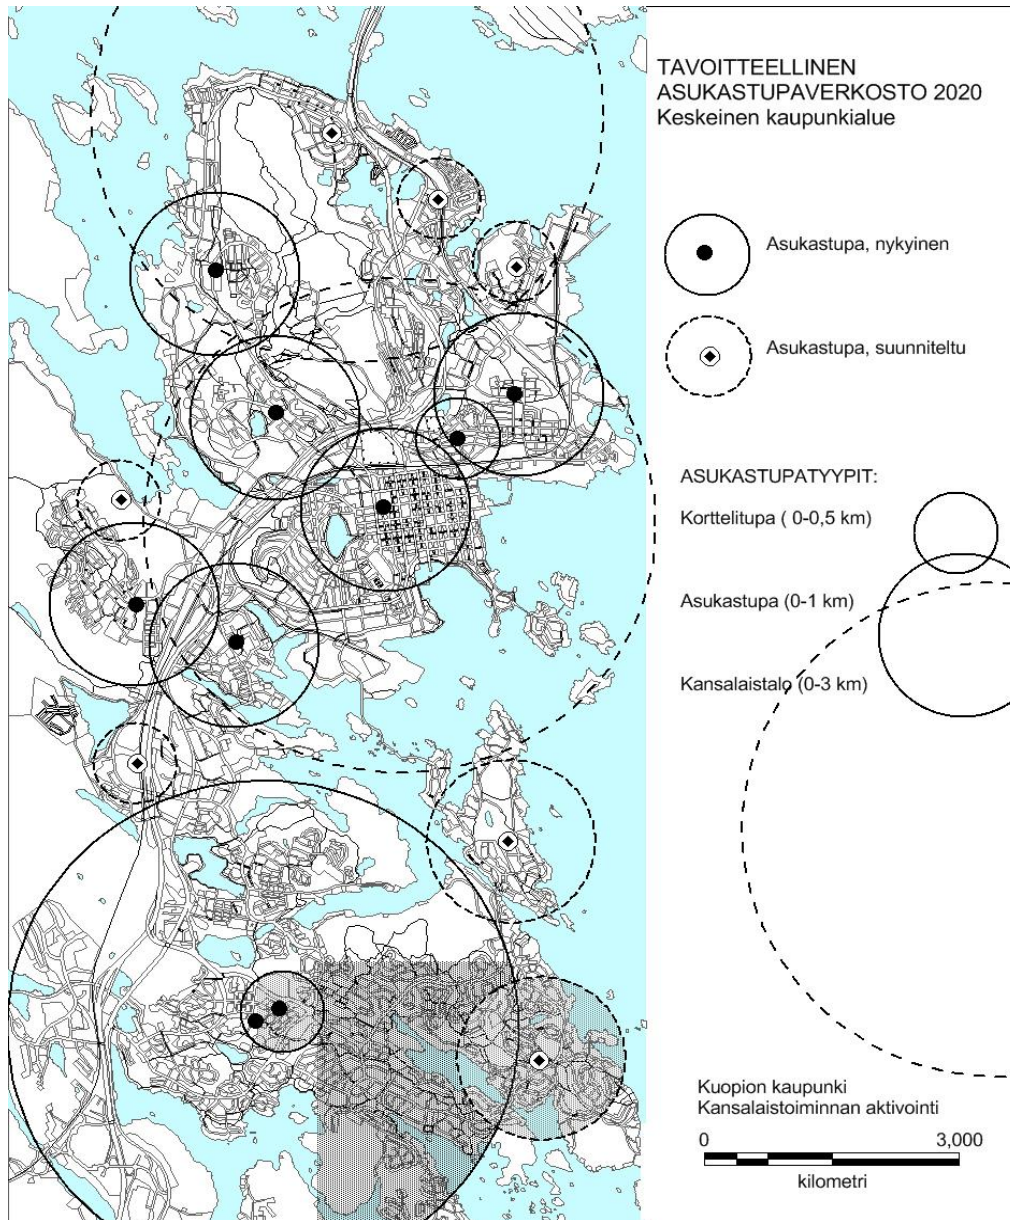 TAVOITTEELLINEN
ASUKASTUPAVERKOSTO 2020
Keskeinen kaupunkialue
Asukastupa, nykyinen
Asukastupa, suunniteltu
ASUKASTUPATYYPIT:
Korttelitupa ( 0-0,5 km)
Asukastupa (0-1 km)
Kansalaistalo (0-3 km)
Kuopion kaupunki
Kansalaistoiminnan aktivointi
0 3,000
kilometri